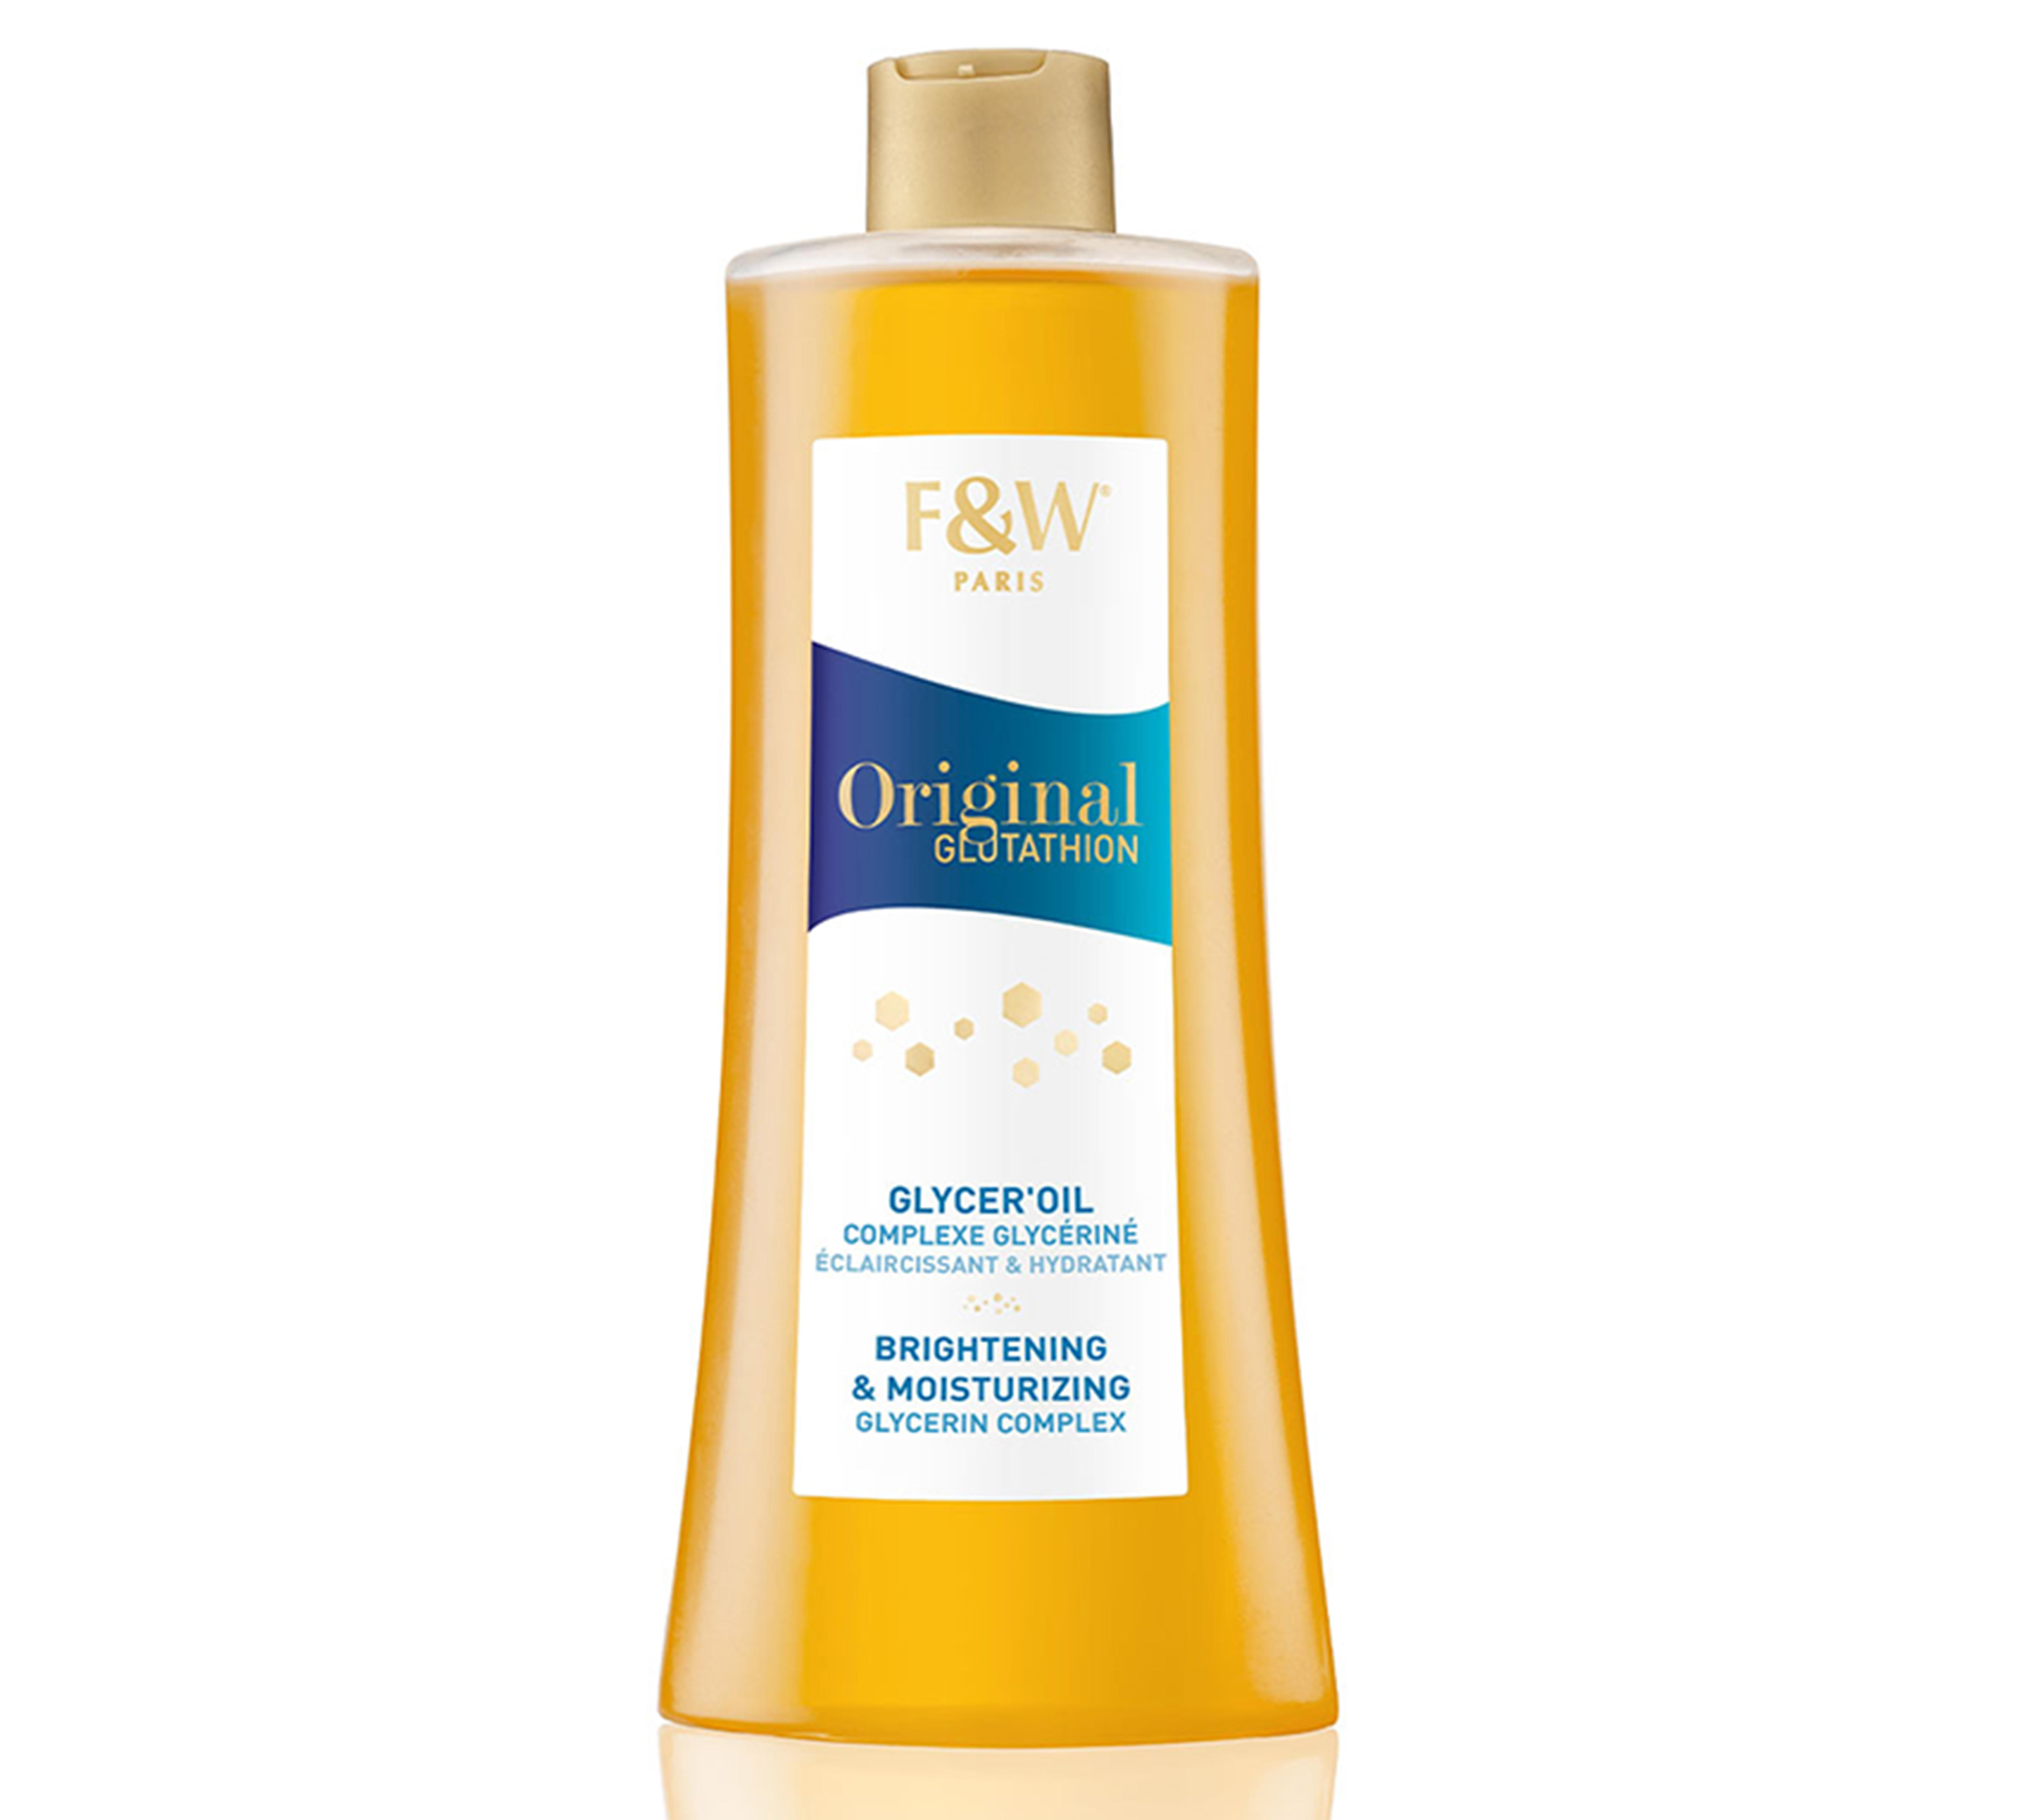 F&W®
PARIS
Original
GLUTATHION
GLYCER'OIL
COMPLEXE GLYCÉRINÉ
ÉCLAIRCISSANT & HYDRATANT
BRIGHTENING
& MOISTURIZING
GLYCERIN COMPLEX